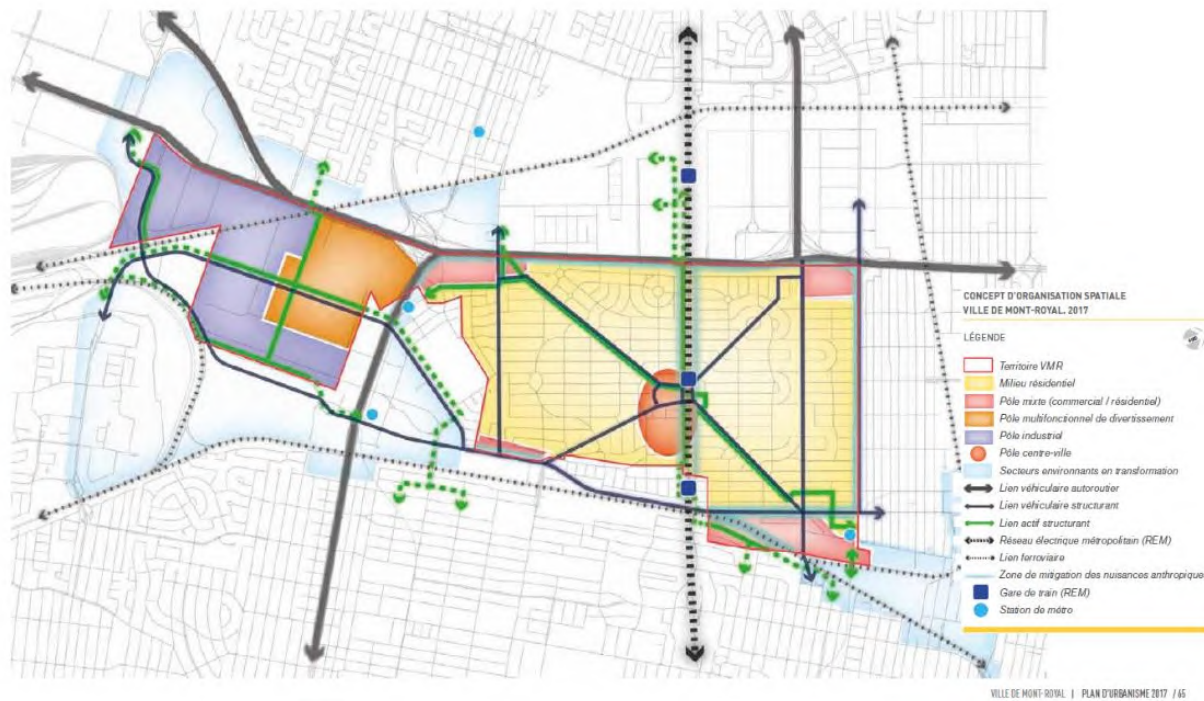 CONCEPT D'ORGANISATION SPATIALE
VILLE DE MONT-ROYAL. 2017
LÉGENDE
Territoire VMR
Milieu résidentiel
Pôle mixte (commercial / résidentiel)
Pôle multifonctionnel de divertissement
Pôle industriel
Pôle centre-ville
Secteurs environnants en transformation
Lien véhiculaire autoroutier
Lien véhiculaire structurant
Lien actif structurant
Réseau électrique métropolitain (REM)
Lien ferroviaire
Zone de mitigation des nuisances anthropique
Gare de train (REM)
Station de métro
VILLE DE MONT-ROYAL | PLAN D'URBANISME 2017 / 65